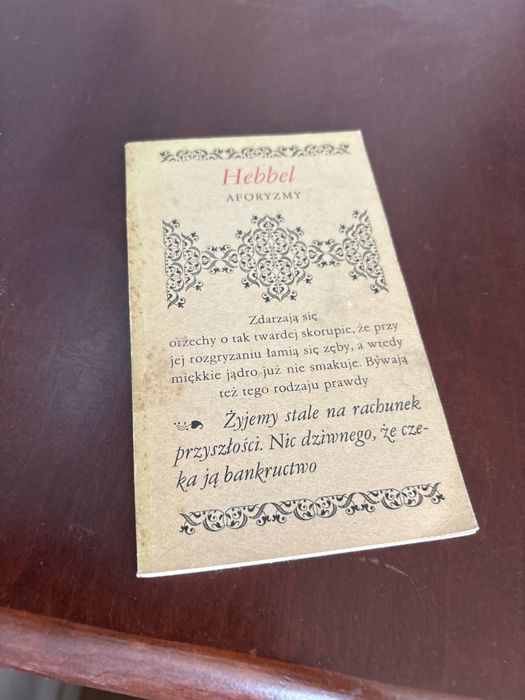 Hebbel
AFORYZMY
Zdarzają się
orzechy o tak twardej skorupie, że przy
jej rozgryzaniu łamią się zęby, a wtedy
miękkie jądro już nie smakuje. Bywają
też tego rodzaju prawdy
Żyjemy stale na rachunek
przyszłości. Nic dziwnego, że cze-
ka ją bankructwo